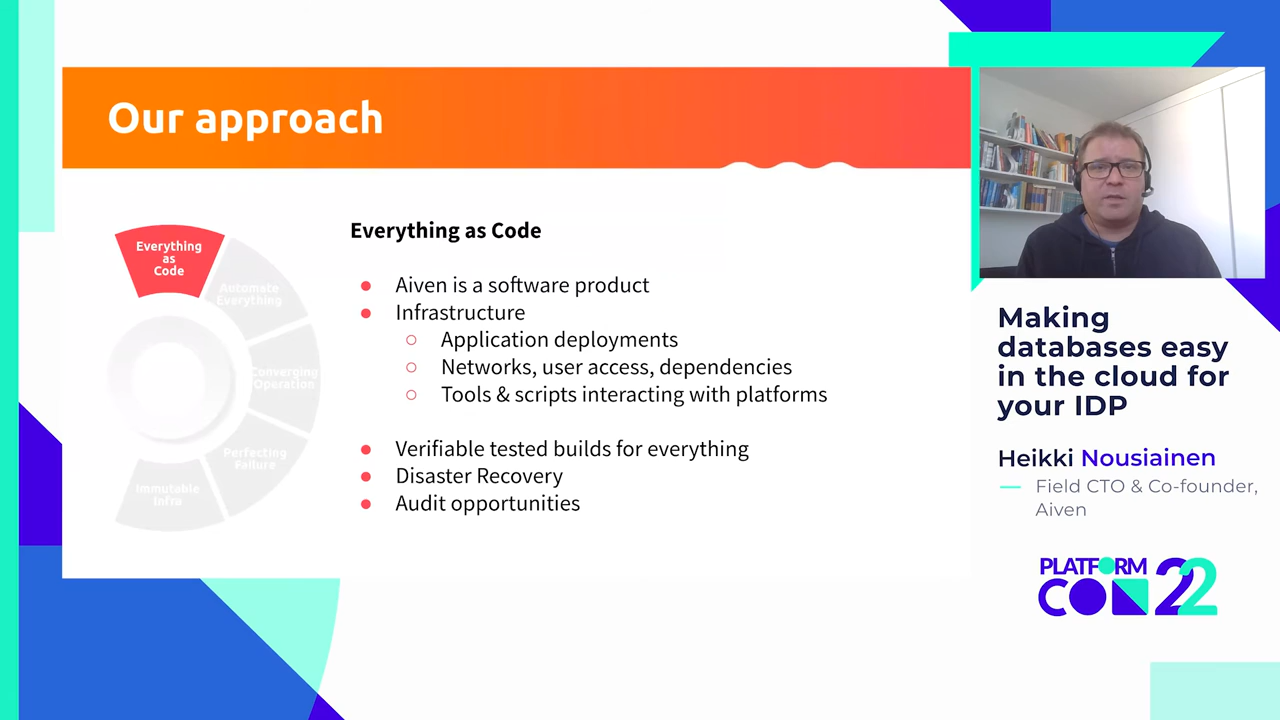 Our approach
Everything
as
Code
Automate
Everything
Converging
Operation
Perfecting
Failure
Immutable
Infra
Everything as Code
Aiven is a software product
Infrastructure
Application deployments
Networks, user access, dependencies
Tools & scripts interacting with platforms
Verifiable tested builds for everything
Disaster Recovery
Audit opportunities
Making
databases easy
in the cloud for
your IDP
Heikki Nousiainen
Field CTO & Co-founder,
Aiven
PLATFORM
CON 22